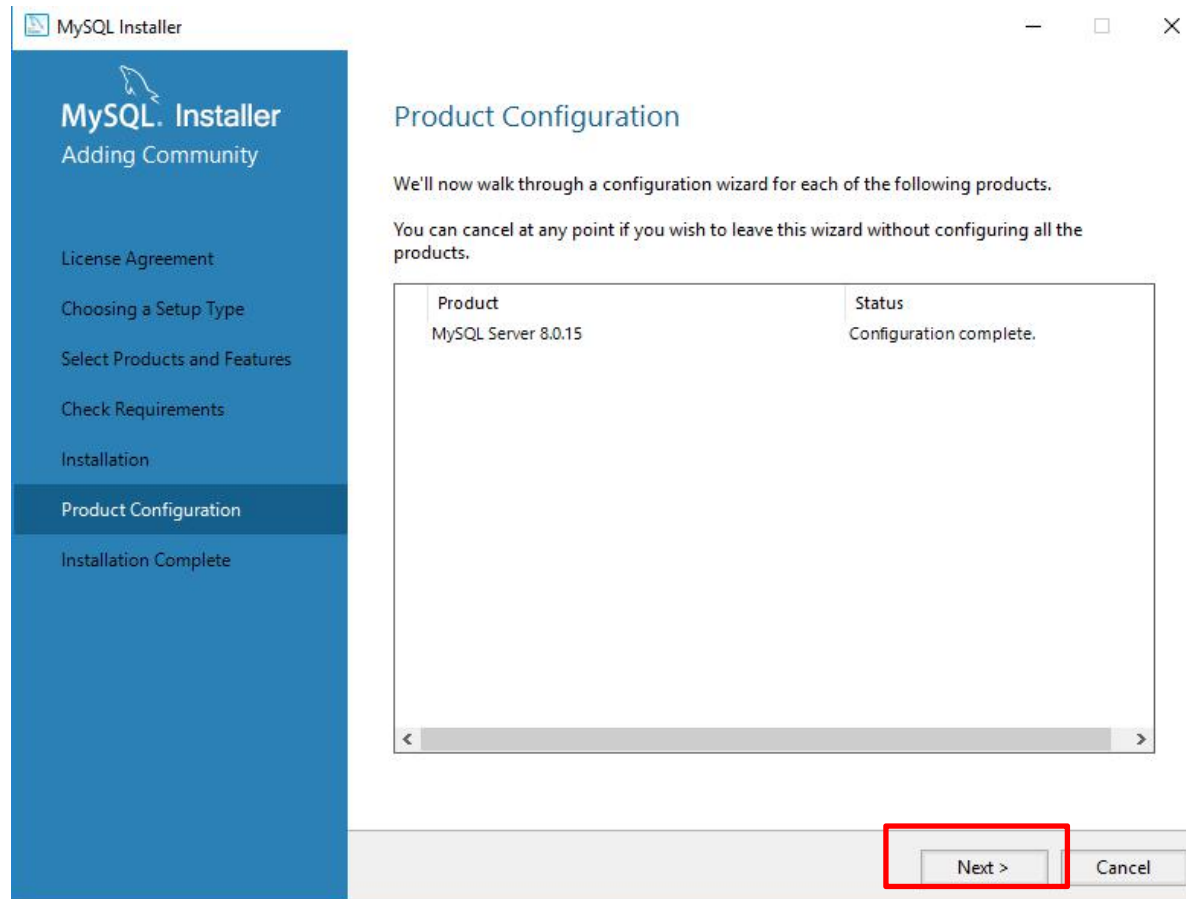 MySQL Installer
MySQL. Installer
Adding Community
License Agreement
Choosing a Setup Type
Select Products and Features
Check Requirements
Installation
Product Configuration
Installation Complete
Product Configuration
We'll now walk through a configuration wizard for each of the following products.
You can cancel at any point if you wish to leave this wizard without configuring all the
products.
Product Status
MySQL Server 8.0.15 Configuration complete.
Next > Cancel